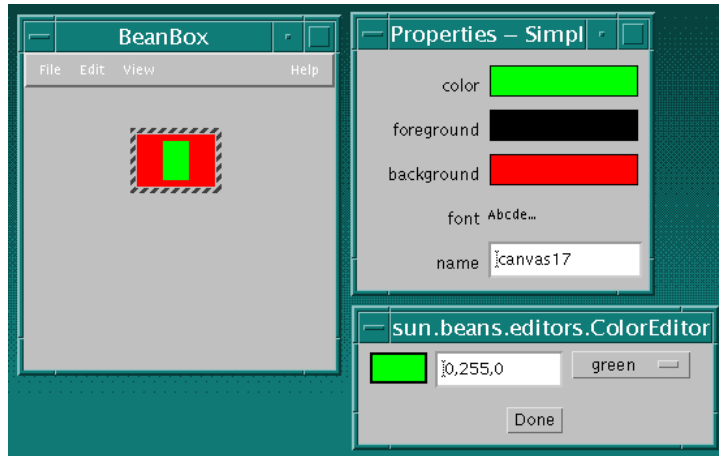 BeanBox
File Edit View Help
Properties – Simpl
color
foreground
background
font Abcde...
name canvas17
sun.beans.editors.ColorEditor
0,255,0 green
Done